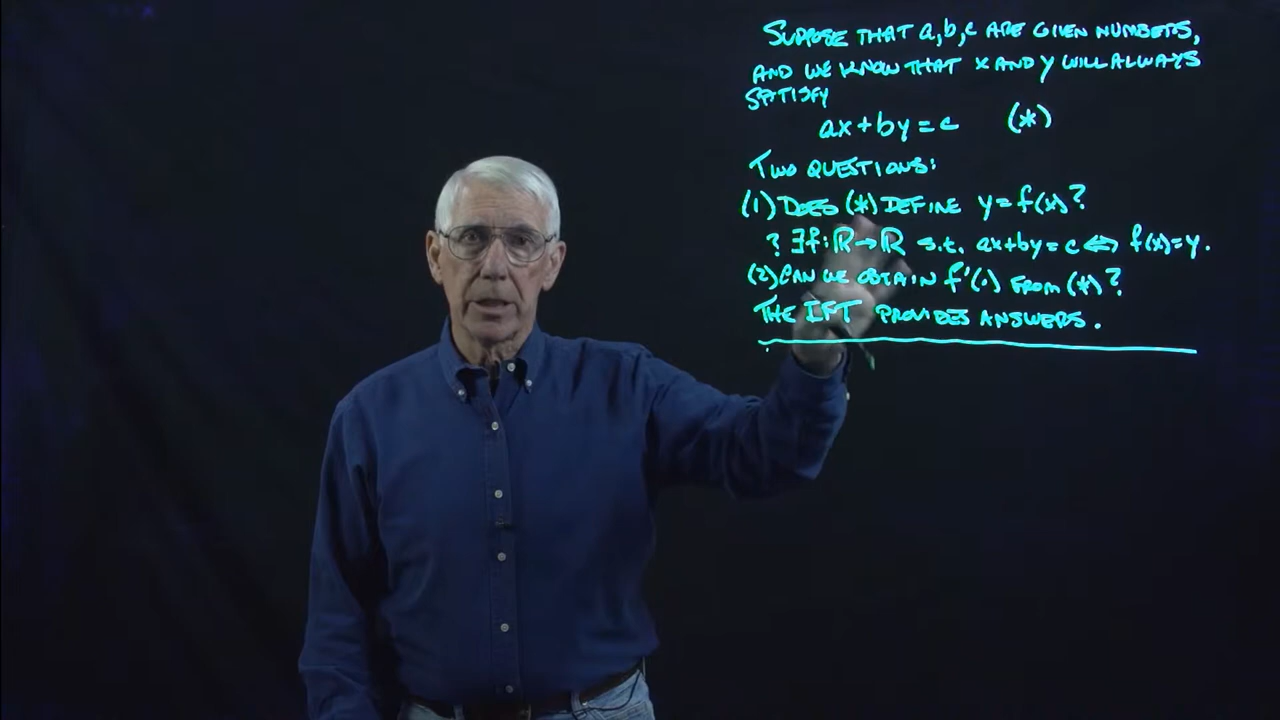 SUPPOSE THAT a,b,c ARE GIVEN NUMBERS,
AND WE KNOW THAT x AND y WILL ALWAYS
SATISFY
ax+by=c (*)
TWO QUESTIONS:
(1) DOES (*) DEFINE y=f(x)?
? ∃f:ℝ→ℝ s.t. ax+by=c⇔ f(x)=y.
(2) CAN WE OBTAIN f'(·) FROM (*)?
THE IFT PROVIDES ANSWERS.